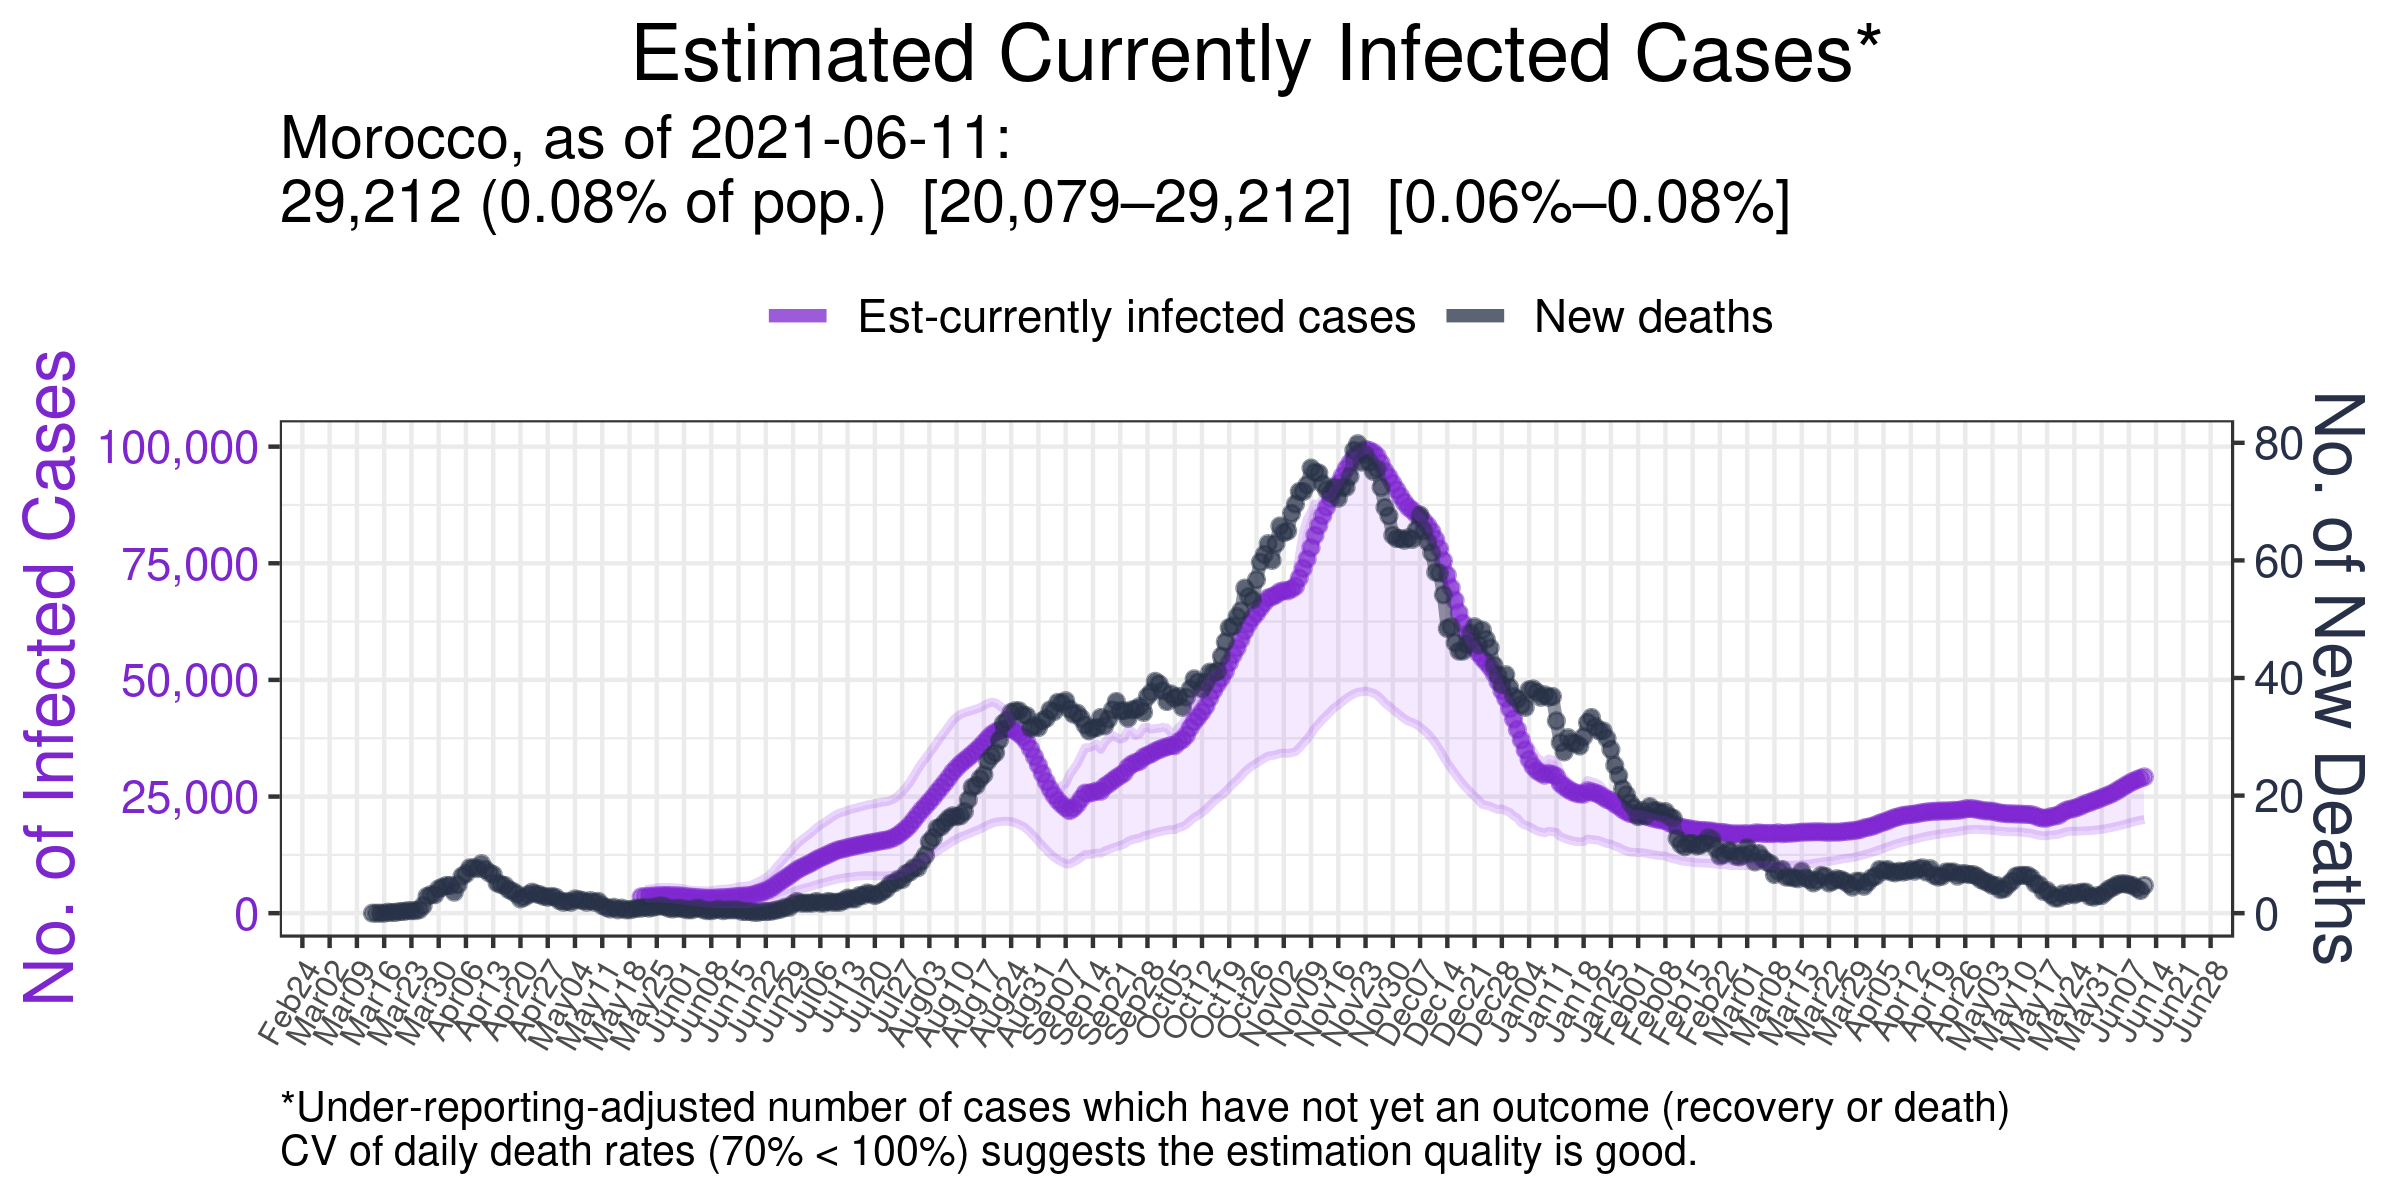 Estimated Currently Infected Cases*
Morocco, as of 2021-06-11:
29,212 (0.08% of pop.) [20,079–29,212] [0.06%–0.08%]
Est-currently infected cases New deaths
No. of Infected Cases
100,000
75,000
50,000
25,000
0
80
60
40
20
0
No. of New Deaths
Feb24 Mar02 Mar09 Mar16 Mar23 Mar30 Apr06 Apr13 Apr20 Apr27 May04 May11 May18 May25 Jun01 Jun08 Jun15 Jun22 Jun29 Jul06 Jul13 Jul20 Jul27 Aug03 Aug10 Aug17 Aug24 Aug31 Sep07 Sep14 Sep21 Sep28 Oct05 Oct12 Oct19 Oct26 Nov02 Nov09 Nov16 Nov23 Nov30 Dec07 Dec14 Dec21 Dec28 Jan04 Jan11 Jan18 Jan25 Feb01 Feb08 Feb15 Feb22 Mar01 Mar08 Mar15 Mar22 Mar29 Apr05 Apr12 Apr19 Apr26 May03 May10 May17 May24 May31 Jun07 Jun14 Jun21 Jun28
*Under-reporting-adjusted number of cases which have not yet an outcome (recovery or death)
CV of daily death rates (70% < 100%) suggests the estimation quality is good.